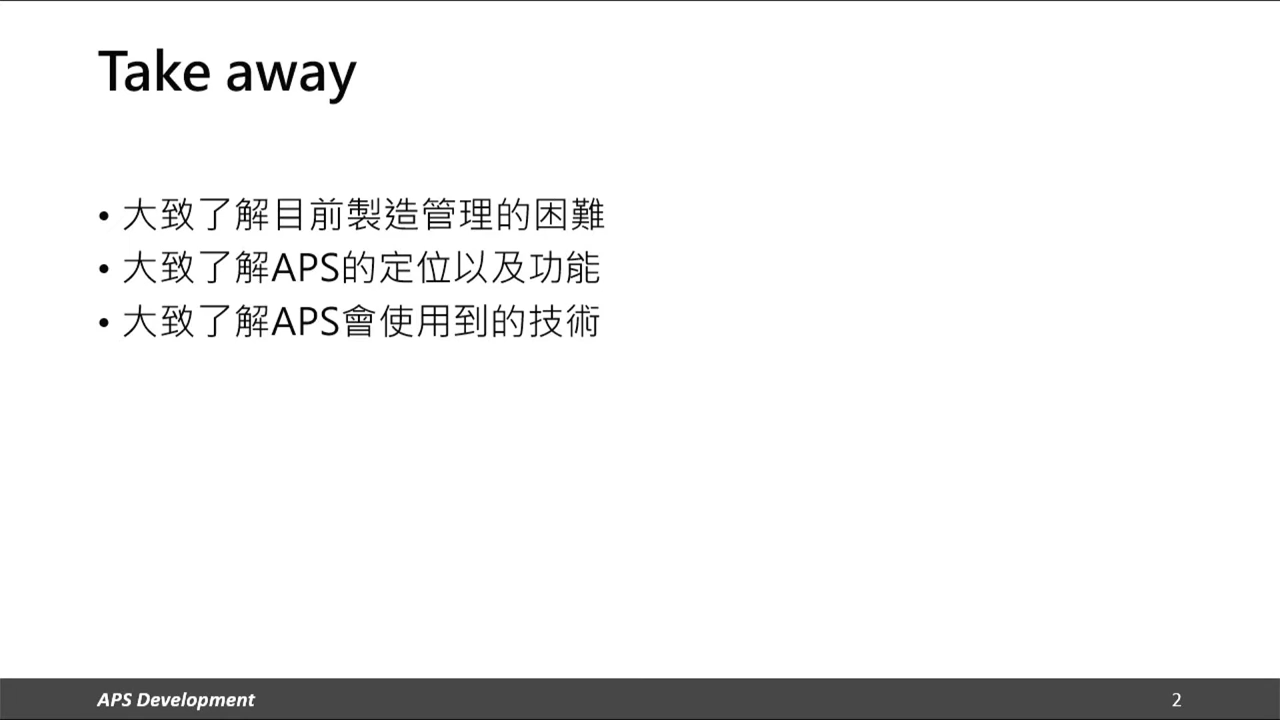 Take away
• 大致了解目前製造管理的困難
• 大致了解APS的定位以及功能
• 大致了解APS會使用到的技術
APS Development
2